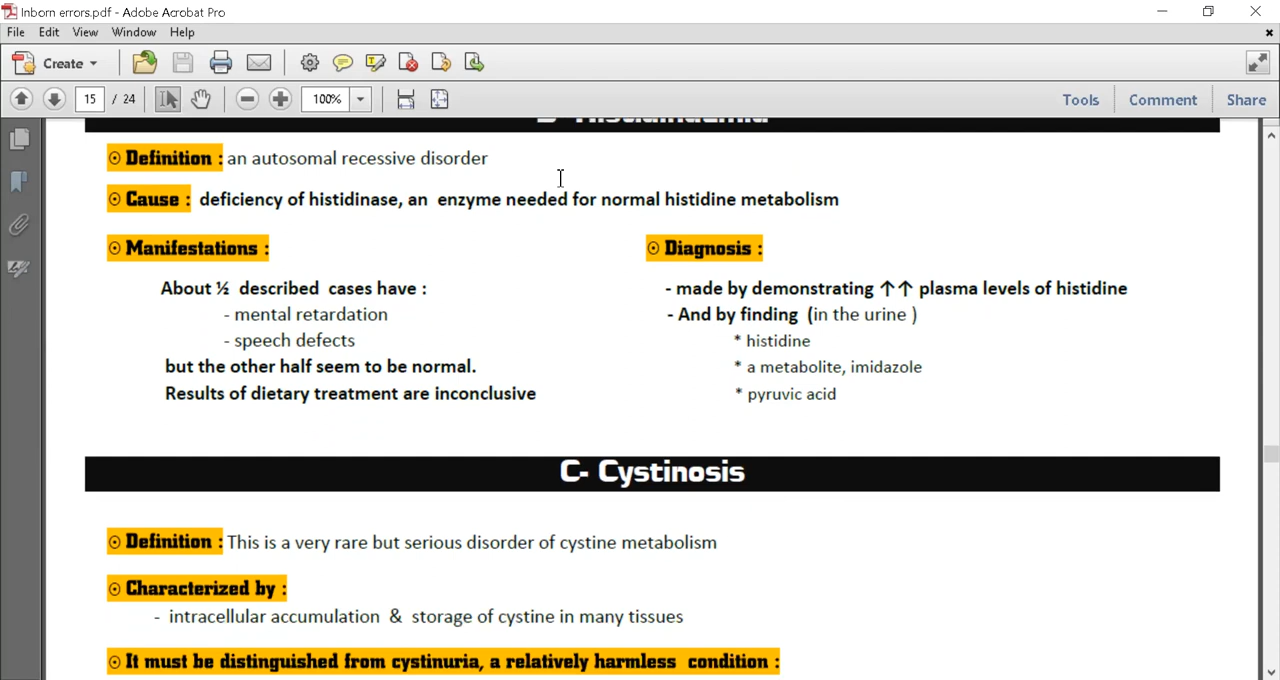 Inborn errors.pdf - Adobe Acrobat Pro
File Edit View Window Help
Create
15 / 24 100% Tools Comment Share
⊙ Definition : an autosomal recessive disorder
⊙ Cause : deficiency of histidinase, an enzyme needed for normal histidine metabolism
⊙ Manifestations :
About ½ described cases have :
- mental retardation
- speech defects
but the other half seem to be normal.
Results of dietary treatment are inconclusive
⊙ Diagnosis :
- made by demonstrating ↑↑ plasma levels of histidine
- And by finding (in the urine )
* histidine
* a metabolite, imidazole
* pyruvic acid
C- Cystinosis
⊙ Definition : This is a very rare but serious disorder of cystine metabolism
⊙ Characterized by :
- intracellular accumulation & storage of cystine in many tissues
⊙ It must be distinguished from cystinuria, a relatively harmless condition :